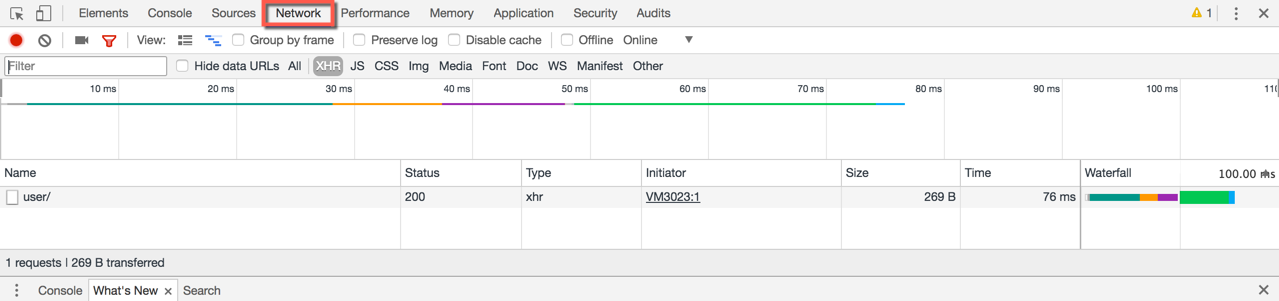 Elements Console Sources Network Performance Memory Application Security Audits 1
View: Group by frame Preserve log Disable cache Offline Online
Filter Hide data URLs All XHR JS CSS Img Media Font Doc WS Manifest Other
10 ms 20 ms 30 ms 40 ms 50 ms 60 ms 70 ms 80 ms 90 ms 100 ms 110
Name Status Type Initiator Size Time Waterfall 100.00 ms
user/ 200 xhr VM3023:1 269 B 76 ms
1 requests | 269 B transferred
Console What's New × Search